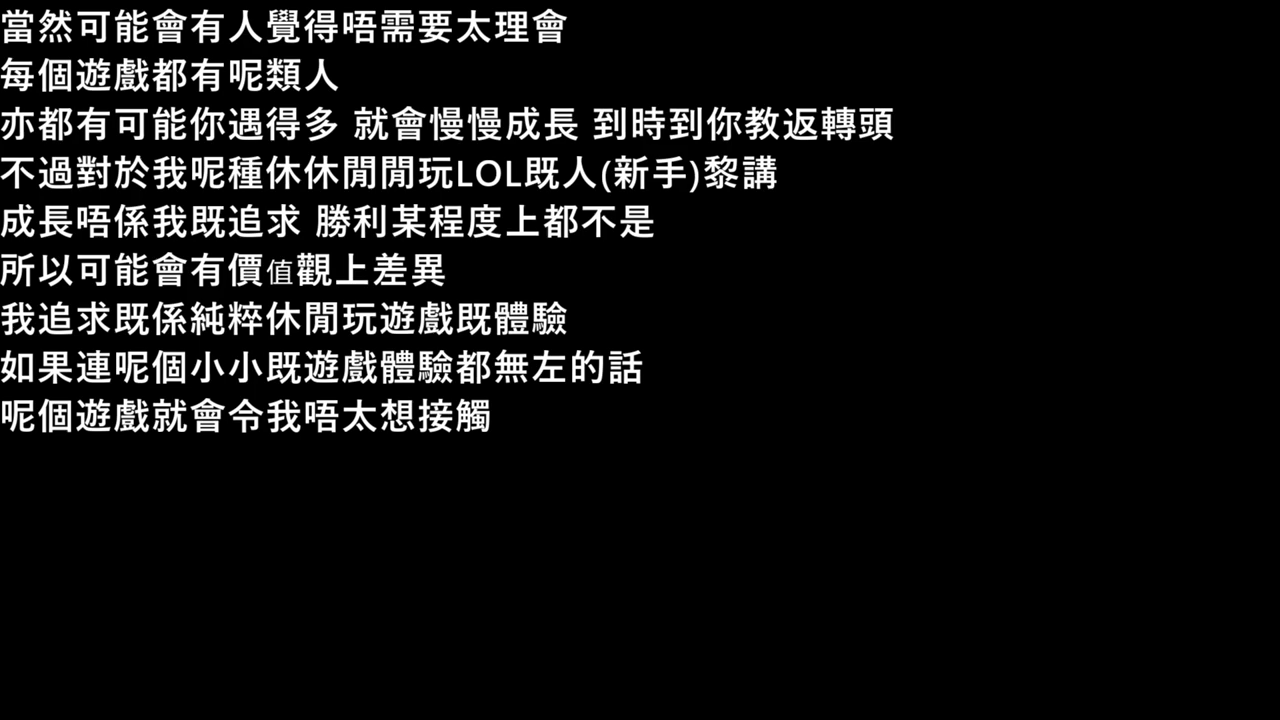 當然可能會有人覺得唔需要太理會
每個遊戲都有呢類人
亦都有可能你遇得多 就會慢慢成長 到時到你教返轉頭
不過對於我呢種休休閒閒玩LOL既人(新手)黎講
成長唔係我既追求 勝利某程度上都不是
所以可能會有價值觀上差異
我追求既係純粹休閒玩遊戲既體驗
如果連呢個小小既遊戲體驗都無左的話
呢個遊戲就會令我唔太想接觸